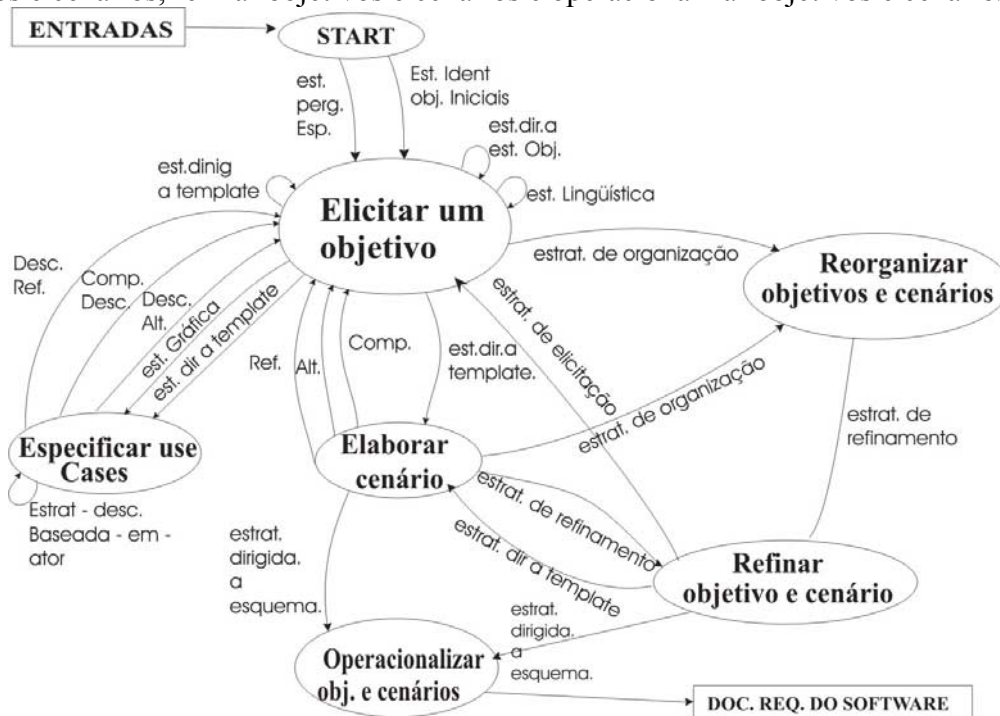 ENTRADAS
START
est.
perg.
Esp.
Est. Ident
obj. Iniciais
est.dir.a
est. Obj.
est.dinig
a template
est. Lingüística
Elicitar um
objetivo
estrat. de organização
Reorganizar
objetivos e cenários
Desc.
Ref.
Comp.
Desc.
Desc.
Alt.
est. Gráfica
est. dir a template
Ref.
Alt.
Comp.
est.dir.a
template.
estrat. de elicitação
estrat. de organização
estrat. de
refinamento
Especificar use
Cases
Estrat - desc.
Baseada - em -
ator
Elaborar
cenário
estrat. de refinamento
estrat. dir a template
estrat.
dirigida.
a
esquema.
Refinar
objetivo e cenário
estrat.
dirigida.
a
esquema.
Operacionalizar
obj. e cenários
DOC. REQ. DO SOFTWARE